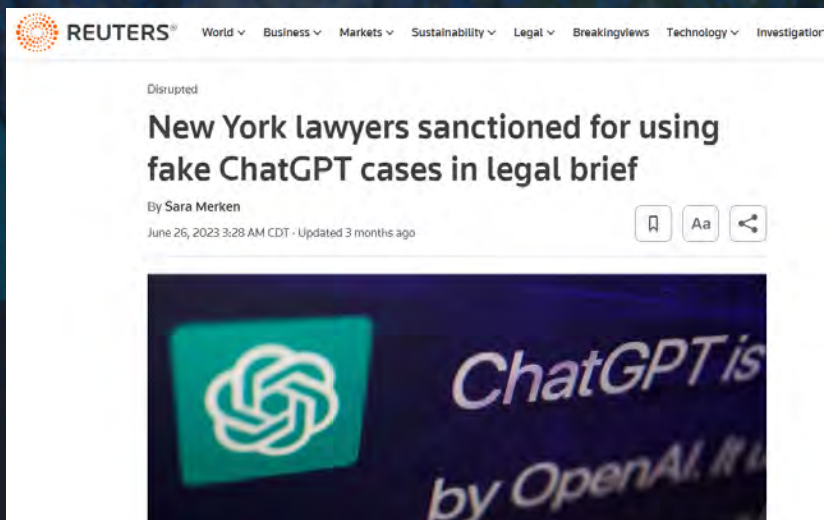 REUTERS®
World Business Markets Sustainability Legal Breakingviews Technology Investigation
Disrupted
New York lawyers sanctioned for using
fake ChatGPT cases in legal brief
By Sara Merken
June 26, 2023 3:28 AM CDT · Updated 3 months ago
Aa
ChatGPT is
by OpenAI. It